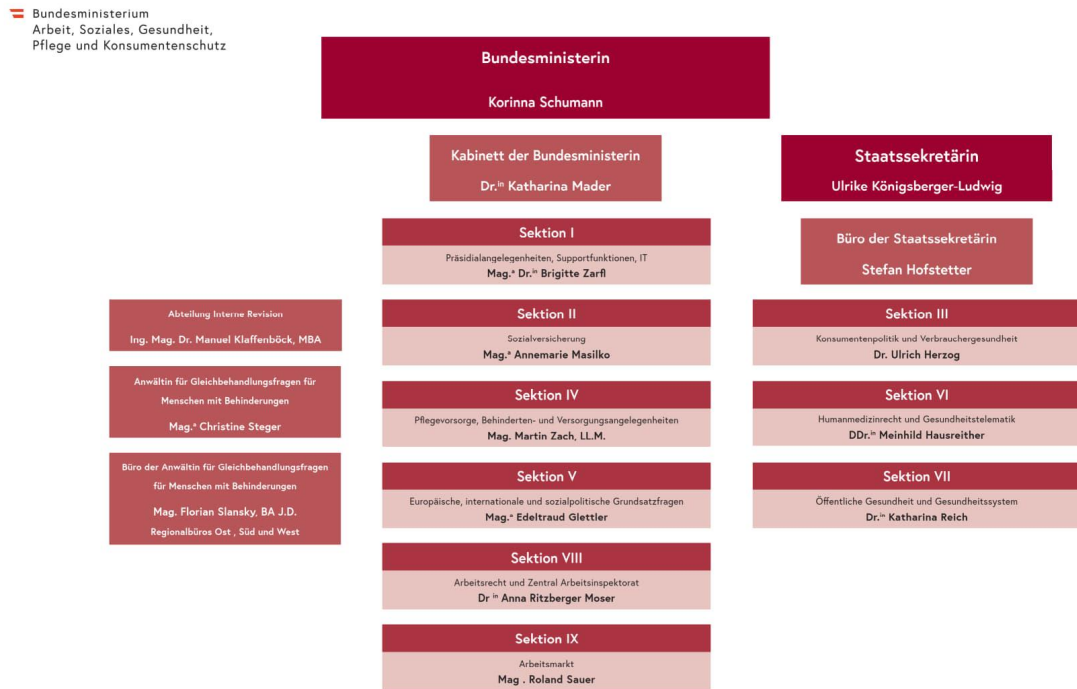 Bundesministerium
Arbeit, Soziales, Gesundheit,
Pflege und Konsumentenschutz
Bundesministerin
Korinna Schumann
Kabinett der Bundesministerin
Dr.ⁱⁿ Katharina Mader
Staatssekretärin
Ulrike Königsberger-Ludwig
Büro der Staatssekretärin
Stefan Hofstetter
Abteilung Interne Revision
Ing. Mag. Dr. Manuel Klaffenböck, MBA
Anwältin für Gleichbehandlungsfragen für
Menschen mit Behinderungen
Mag.ᵃ Christine Steger
Büro der Anwältin für Gleichbehandlungsfragen
für Menschen mit Behinderungen
Mag. Florian Slansky, BA J.D.
Regionalbüros Ost , Süd und West
Sektion I
Präsidialangelegenheiten, Supportfunktionen, IT
Mag.ᵃ Dr.ⁱⁿ Brigitte Zarfl
Sektion II
Sozialversicherung
Mag.ᵃ Annemarie Masilko
Sektion IV
Pflegevorsorge, Behinderten- und Versorgungsangelegenheiten
Mag. Martin Zach, LL.M.
Sektion V
Europäische, internationale und sozialpolitische Grundsatzfragen
Mag.ᵃ Edeltraud Glettler
Sektion VIII
Arbeitsrecht und Zentral Arbeitsinspektorat
Dr ⁱⁿ Anna Ritzberger Moser
Sektion IX
Arbeitsmarkt
Mag . Roland Sauer
Sektion III
Konsumentenpolitik und Verbrauchergesundheit
Dr. Ulrich Herzog
Sektion VI
Humanmedizinrecht und Gesundheitstelematik
DDr.ⁱⁿ Meinhild Hausreither
Sektion VII
Öffentliche Gesundheit und Gesundheitssystem
Dr.ⁱⁿ Katharina Reich